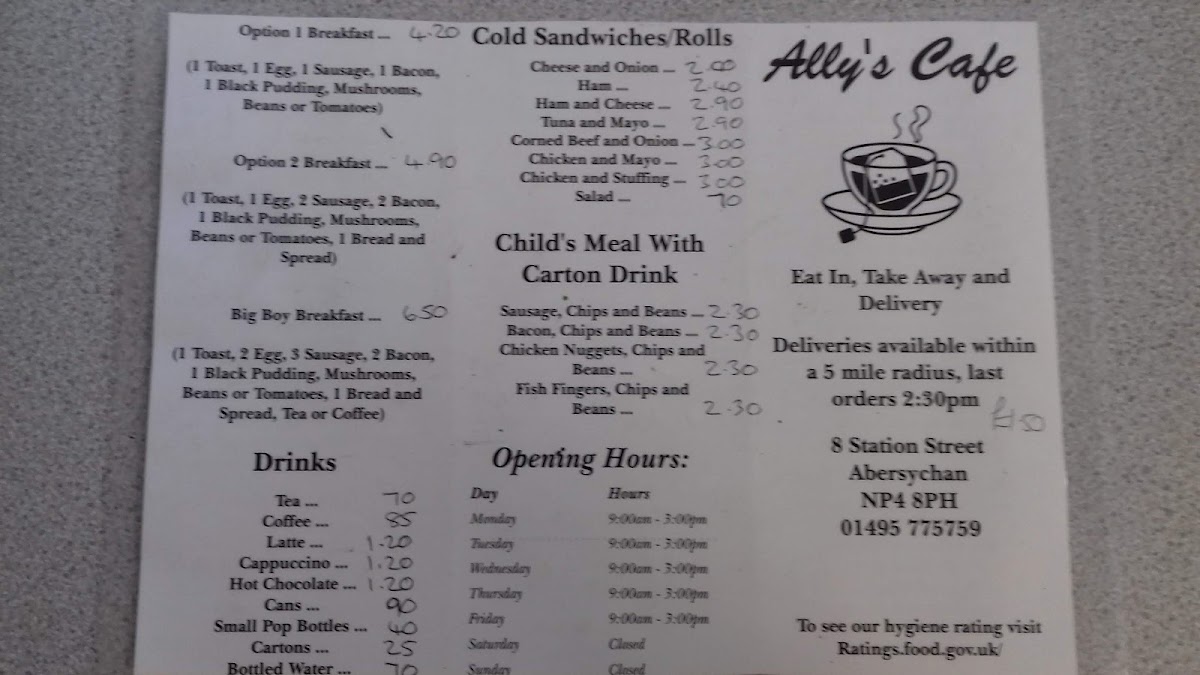 Option 1 Breakfast ... 4.20
(1 Toast, 1 Egg, 1 Sausage, 1 Bacon,
1 Black Pudding, Mushrooms,
Beans or Tomatoes)
Option 2 Breakfast ... 4.90
(1 Toast, 1 Egg, 2 Sausage, 2 Bacon,
1 Black Pudding, Mushrooms,
Beans or Tomatoes, 1 Bread and
Spread)
Big Boy Breakfast ... 6.50
(1 Toast, 2 Egg, 3 Sausage, 2 Bacon,
1 Black Pudding, Mushrooms,
Beans or Tomatoes, 1 Bread and
Spread, Tea or Coffee)
Drinks
Tea ... 70
Coffee ... 85
Latte ... 1.20
Cappuccino ... 1.20
Hot Chocolate ... 1.20
Cans ... 90
Small Pop Bottles ... 40
Cartons ... 25
Bottled Water ... 70
Cold Sandwiches/Rolls
Cheese and Onion ... 2.00
Ham ... 2.40
Ham and Cheese ... 2.90
Tuna and Mayo ... 2.90
Corned Beef and Onion ... 3.00
Chicken and Mayo ... 3.00
Chicken and Stuffing ... 3.00
Salad ... 70
Child's Meal With
Carton Drink
Sausage, Chips and Beans ... 2.30
Bacon, Chips and Beans ... 2.30
Chicken Nuggets, Chips and
Beans ... 2.30
Fish Fingers, Chips and
Beans ... 2.30
Opening Hours:
Day Hours
Monday 9:00am - 3:00pm
Tuesday 9:00am - 3:00pm
Wednesday 9:00am - 3:00pm
Thursday 9:00am - 3:00pm
Friday 9:00am - 3:00pm
Saturday Closed
Sunday Closed
Ally's Cafe
Eat In, Take Away and
Delivery
Deliveries available within
a 5 mile radius, last
orders 2:30pm
8 Station Street
Abersychan
NP4 8PH
01495 775759
To see our hygiene rating visit
Ratings.food.gov.uk/